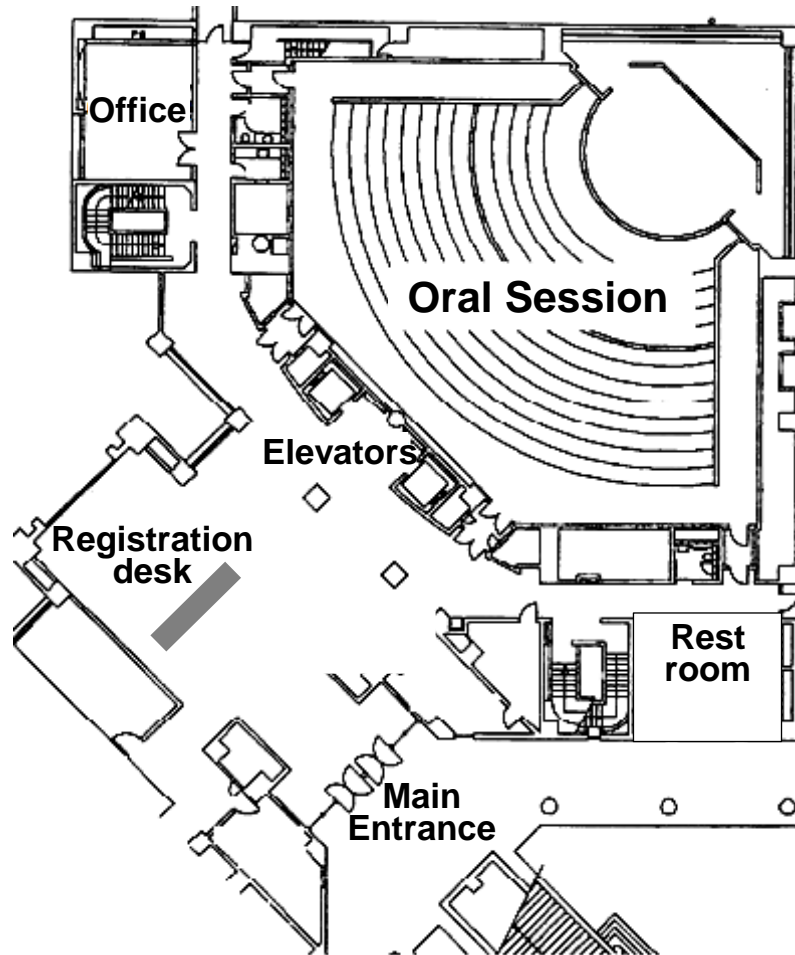 Office
Oral Session
Elevators
Registration
desk
Rest
room
Main
Entrance